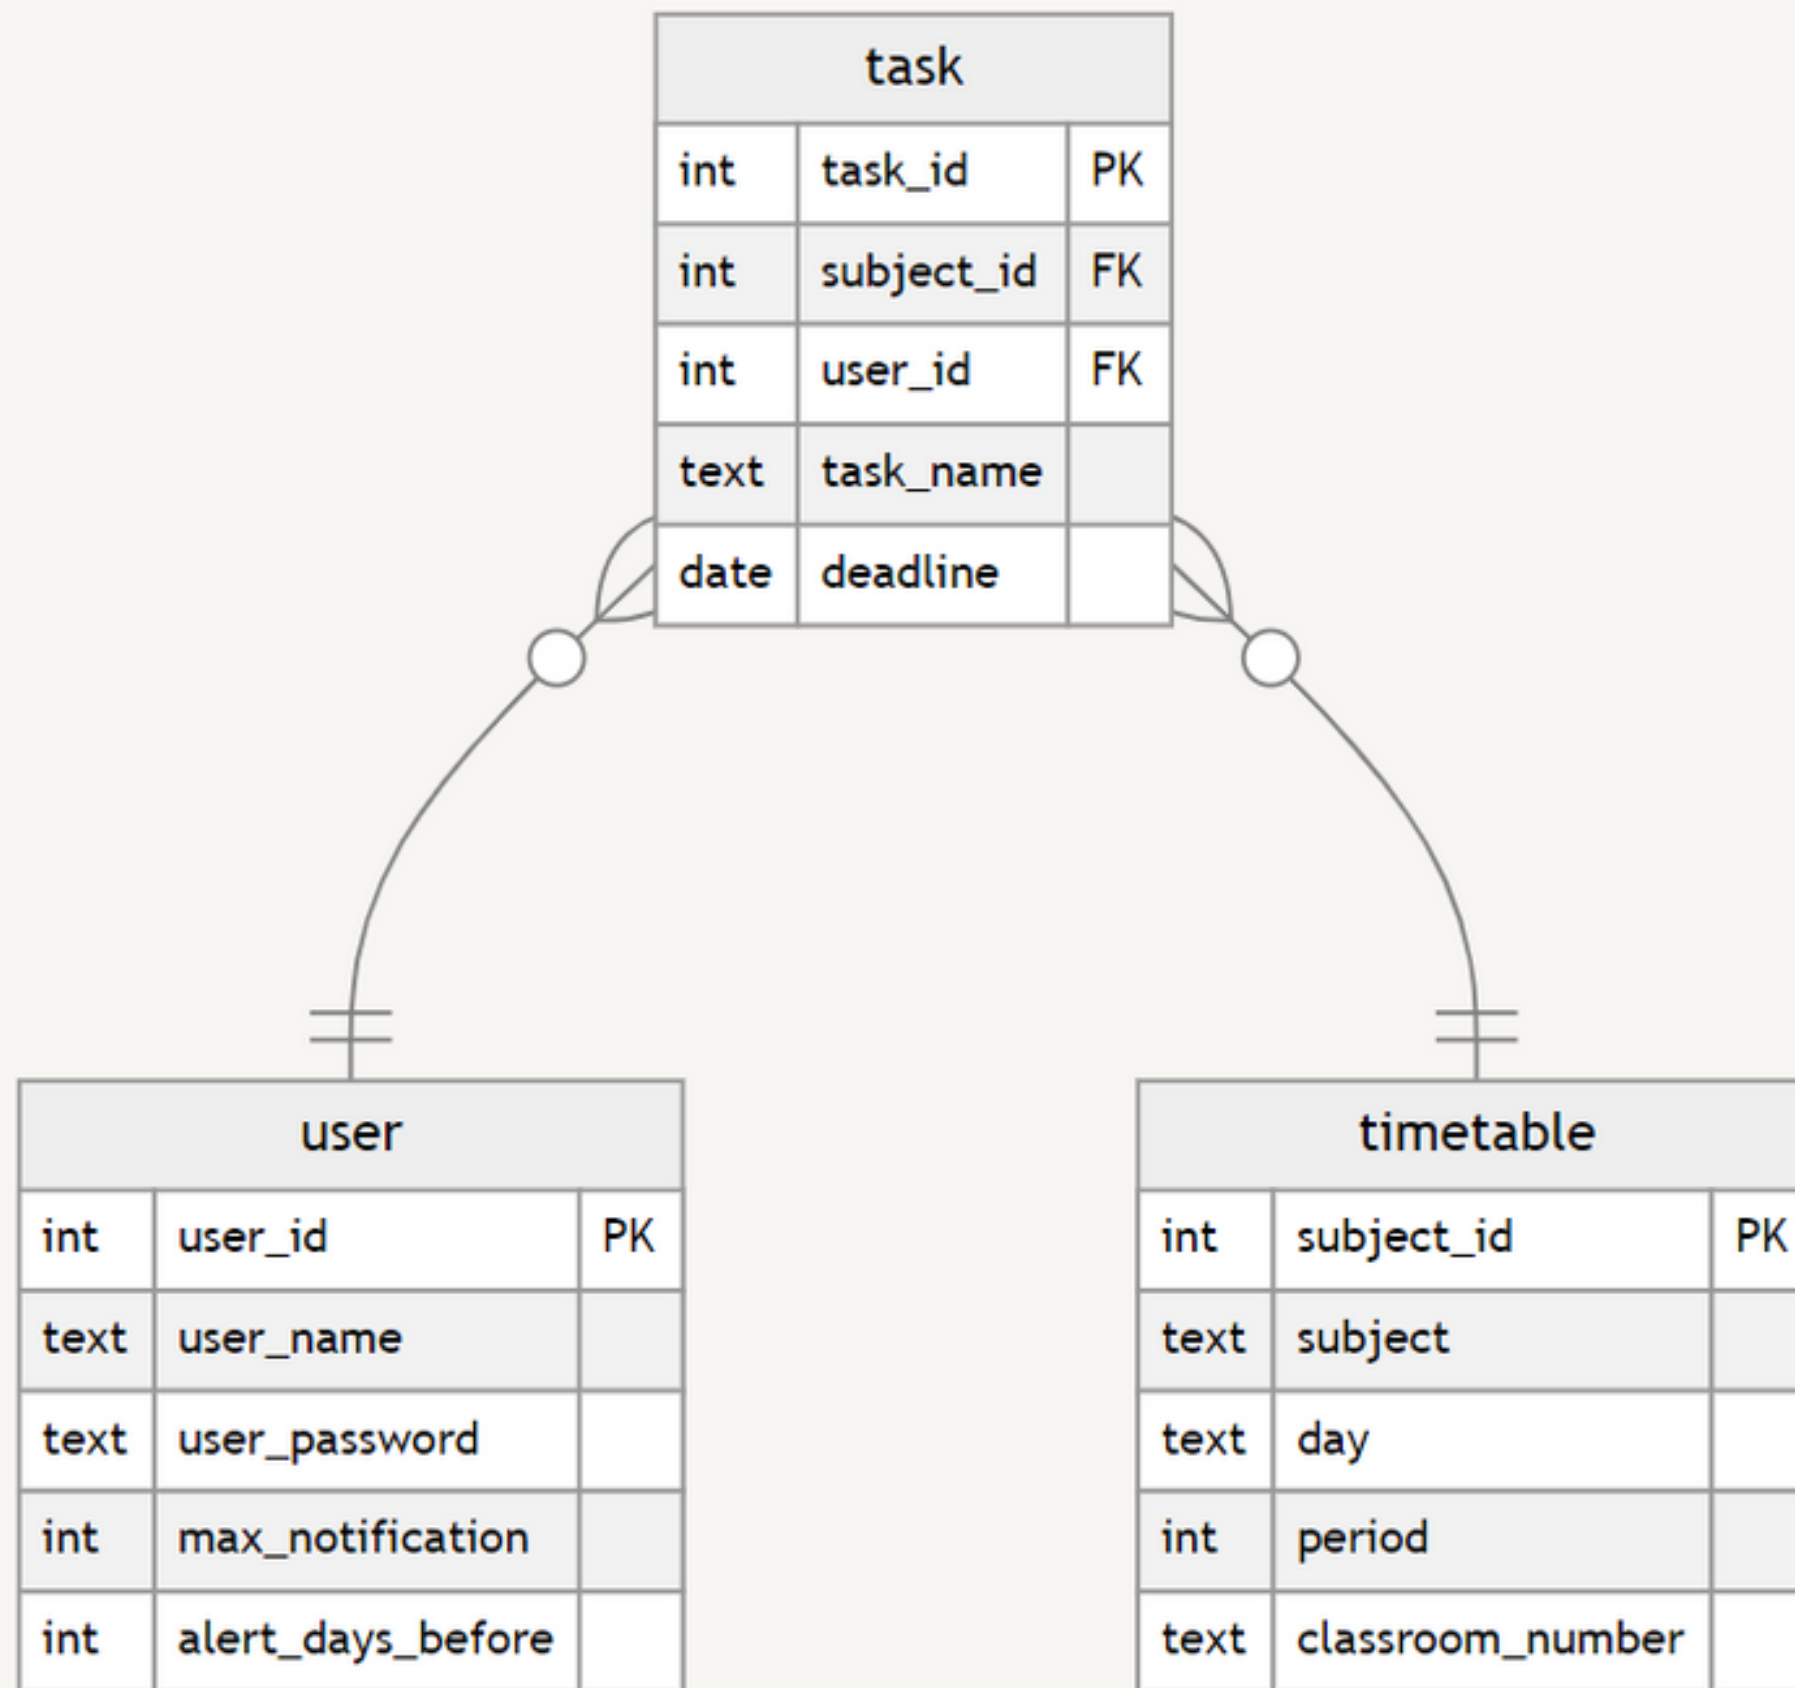 task
int task_id PK
int subject_id FK
int user_id FK
text task_name
date deadline
user
int user_id PK
text user_name
text user_password
int max_notification
int alert_days_before
timetable
int subject_id PK
text subject
text day
int period
text classroom_number